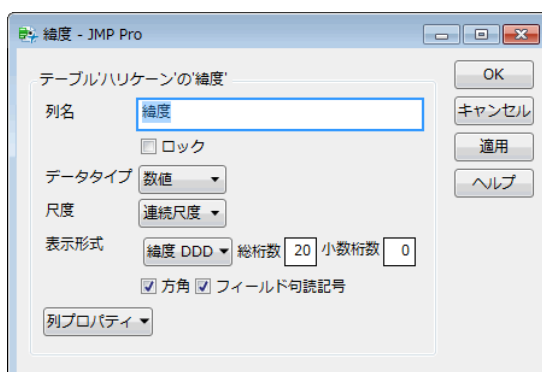 緯度 - JMP Pro
テーブル'ハリケーン'の'緯度'
列名 緯度
ロック
データタイプ 数値
尺度 連続尺度
表示形式 緯度 DDD 総桁数 20 小数桁数 0
方角 フィールド句読記号
列プロパティ
OK
キャンセル
適用
ヘルプ